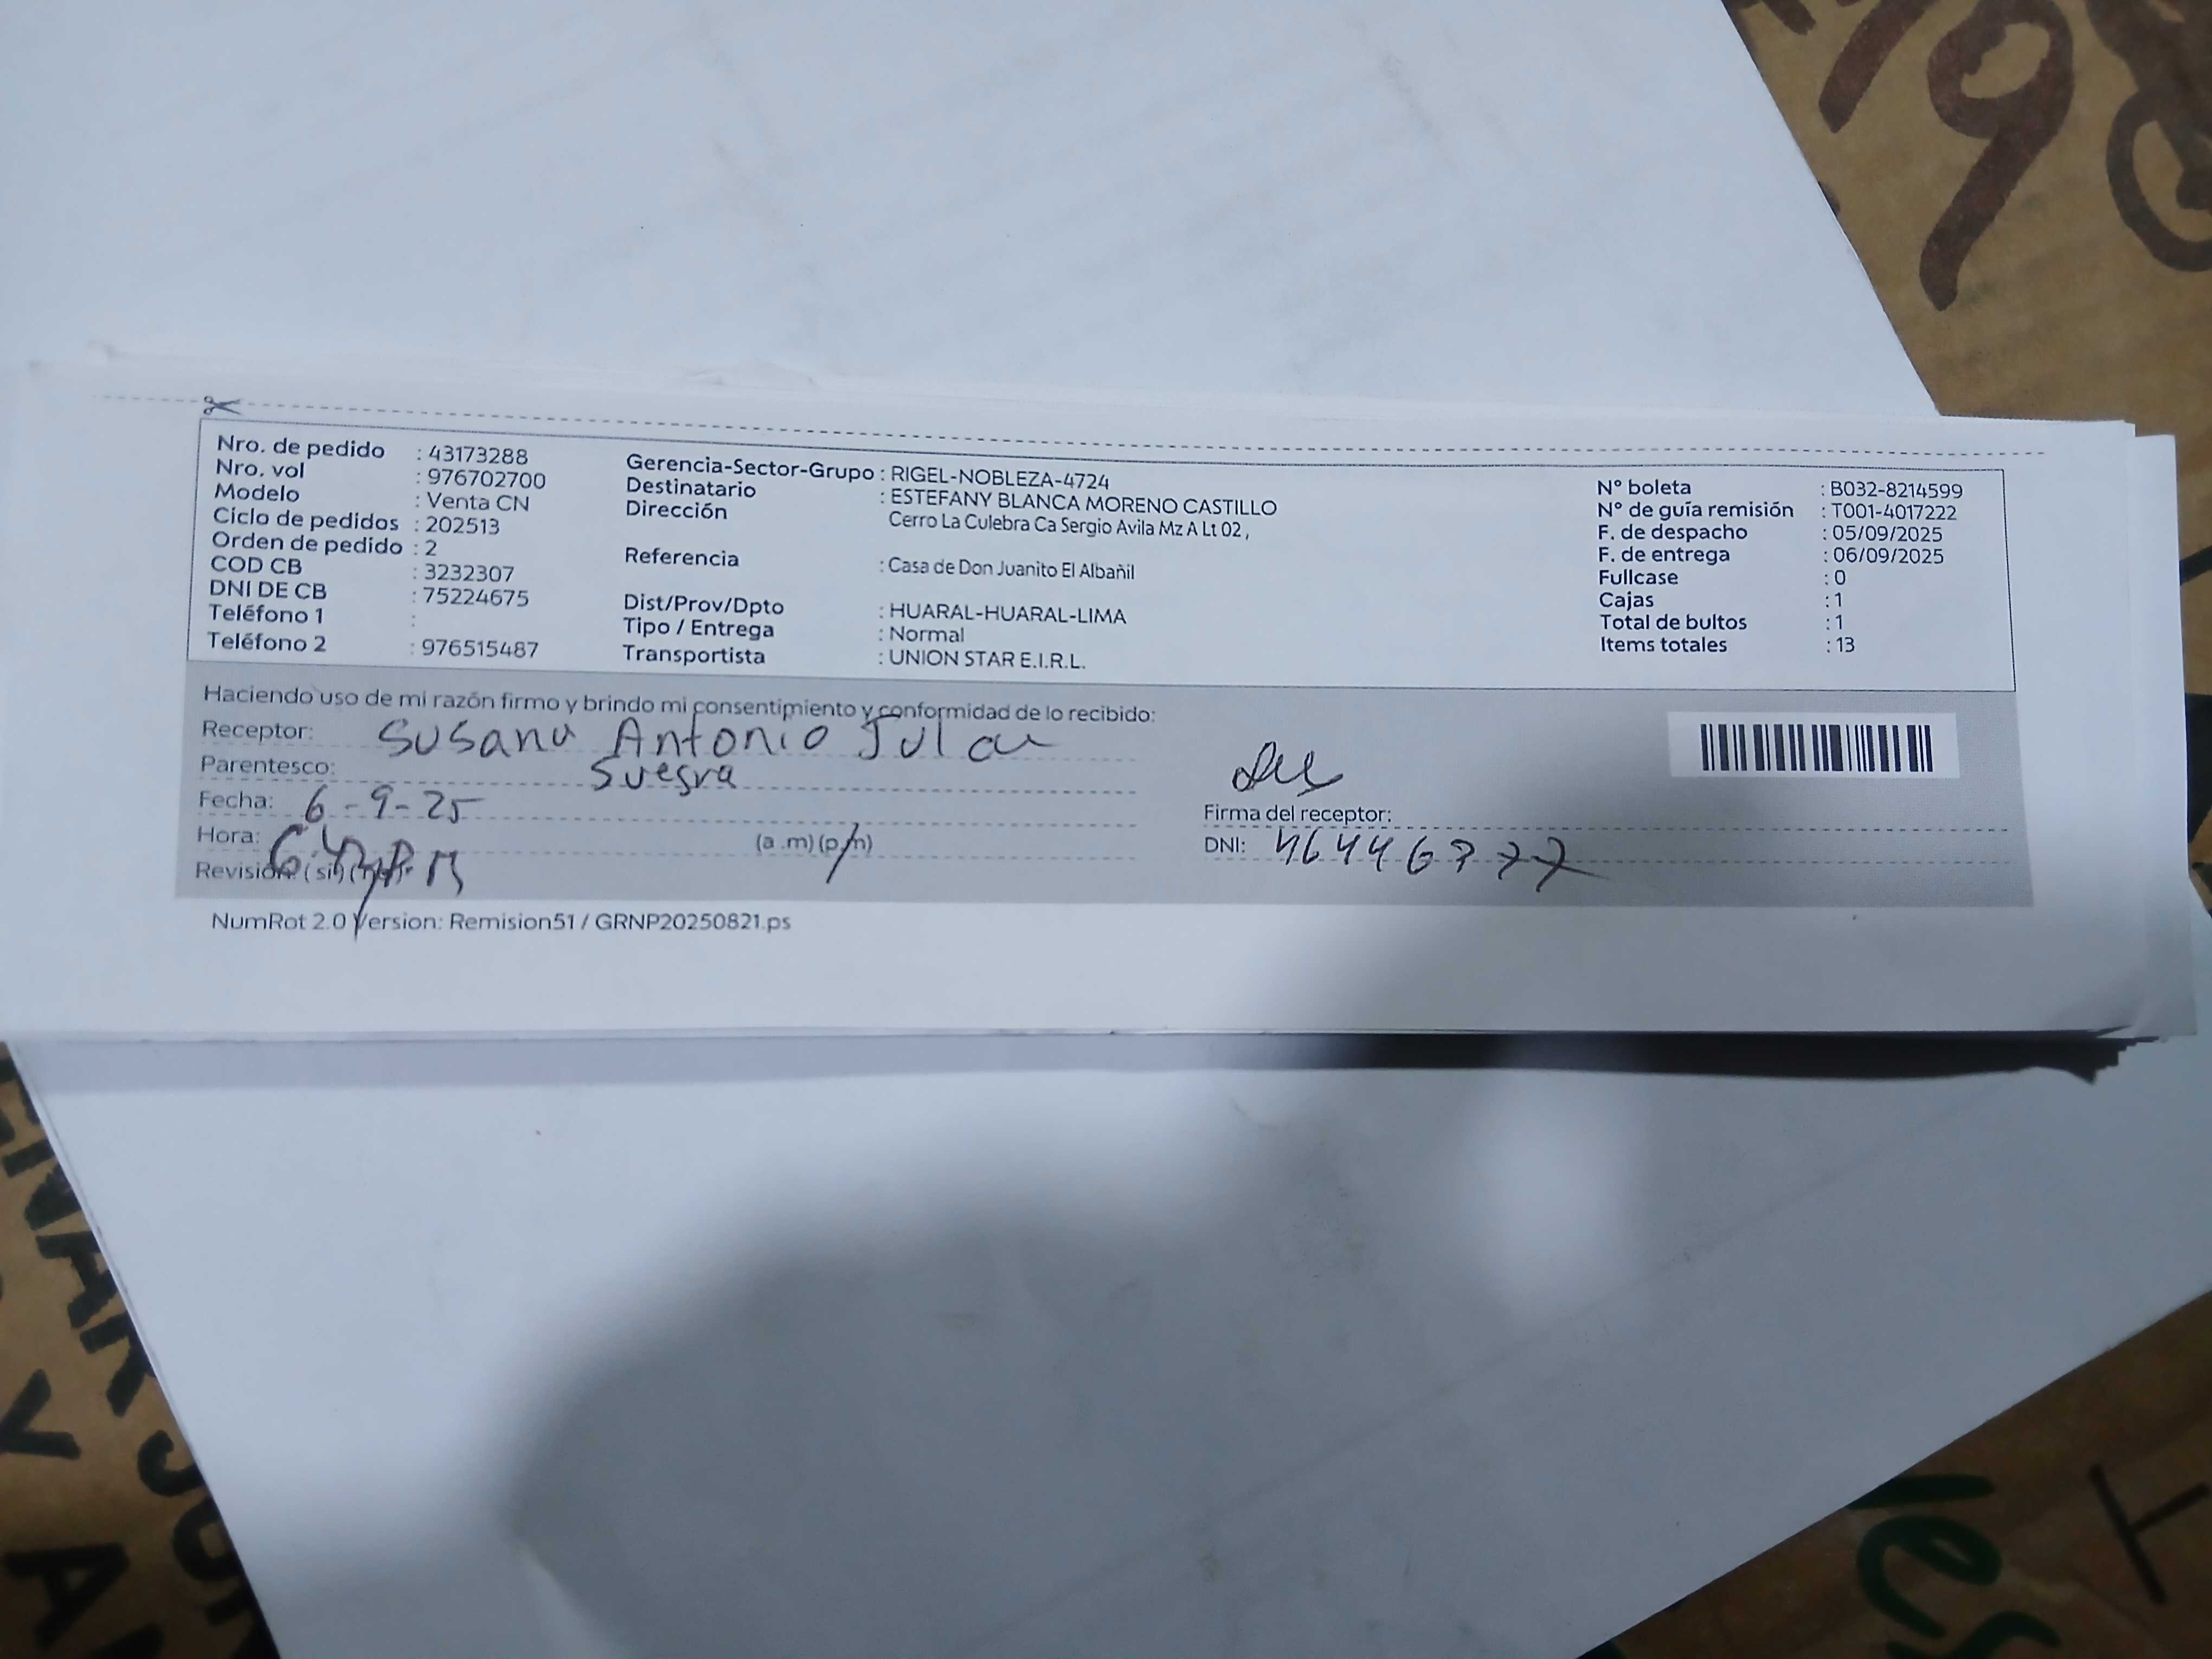 Nro. de pedido : 43173288
Nro. vol : 976702700
Modelo : Venta CN
Ciclo de pedidos : 202513
Orden de pedido : 2
COD CB : 3232307
DNI DE CB : 75224675
Teléfono 1 :
Teléfono 2 : 976515487
Gerencia-Sector-Grupo : RIGEL-NOBLEZA-4724
Destinatario : ESTEFANY BLANCA MORENO CASTILLO
Dirección Cerro La Culebra Ca Sergio Avila Mz A Lt 02 ,
Referencia : Casa de Don Juanito El Albañil
Dist/Prov/Dpto : HUARAL-HUARAL-LIMA
Tipo / Entrega : Normal
Transportista : UNION STAR E.I.R.L.
N° boleta : B032-8214599
N° de guía remisión : T001-4017222
F. de despacho : 05/09/2025
F. de entrega : 06/09/2025
Fullcase : 0
Cajas : 1
Total de bultos : 1
Items totales : 13
Haciendo uso de mi razón firmo y brindo mi consentimiento y conformidad de lo recibido:
Receptor: Susana Antonio Julca
Parentesco: Suegra
Fecha: 6-9-25
Hora: (a .m) (p.m)
Revisión: (si)
Firma del receptor:
DNI:
NumRot 2.0 Version: Remision51 / GRNP20250821.ps